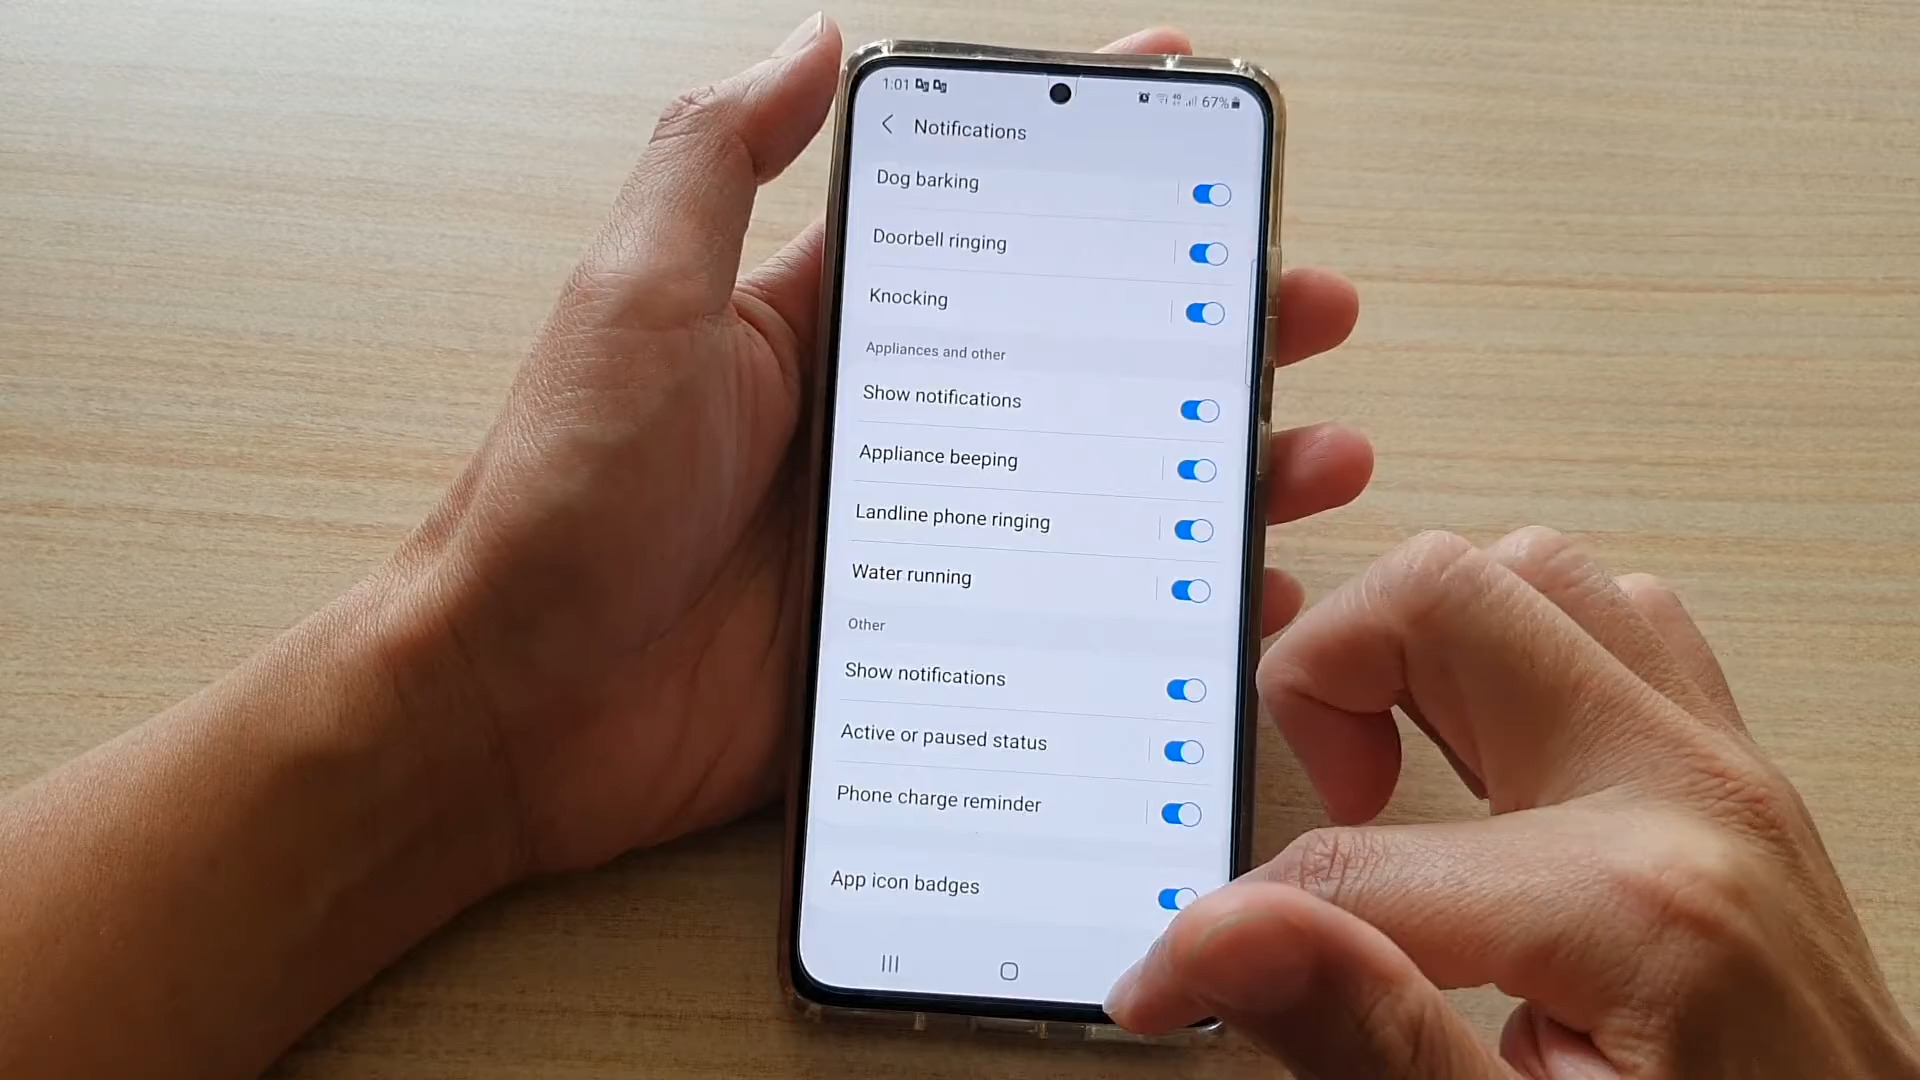 1:01
67%
Notifications
Dog barking
Doorbell ringing
Knocking
Appliances and other
Show notifications
Appliance beeping
Landline phone ringing
Water running
Other
Show notifications
Active or paused status
Phone charge reminder
App icon badges